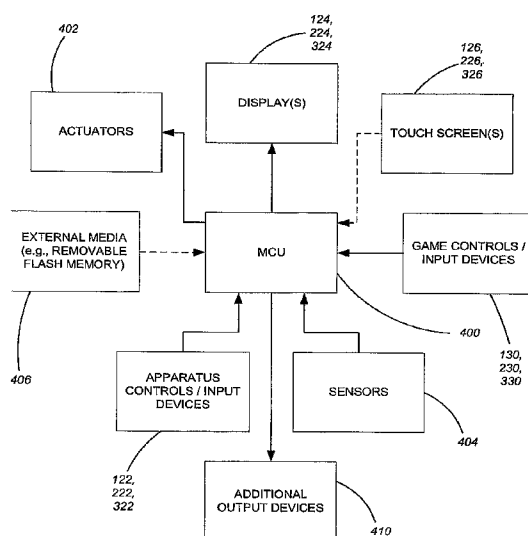 402
124,
224,
324
126,
226,
326
ACTUATORS
DISPLAY(S)
TOUCH SCREEN(S)
EXTERNAL MEDIA
(e.g., REMOVABLE
FLASH MEMORY)
MCU
GAME CONTROLS /
INPUT DEVICES
400
406
130,
230,
330
APPARATUS
CONTROLS / INPUT
DEVICES
SENSORS
404
122,
222,
322
ADDITIONAL
OUTPUT DEVICES
410